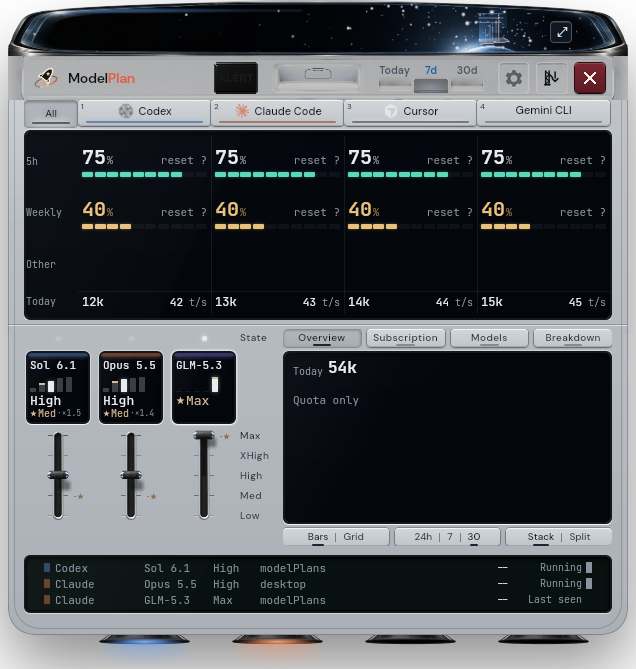 ModelPlan
ALERT
Today 7d 30d
All
1 Codex
2 Claude Code
3 Cursor
4 Gemini CLI
5h 75% reset ? 75% reset ? 75% reset ? 75% reset ?
Weekly 40% reset ? 40% reset ? 40% reset ? 40% reset ?
Other
Today 12k 42 t/s 13k 43 t/s 14k 44 t/s 15k 45 t/s
State
Overview Subscription Models Breakdown
Sol 6.1 Opus 5.5 GLM-5.3
High High ★Max
★Med·×1.5 ★Med·×1.4
Max
XHigh
High
Med
Low
Today 54k
Quota only
Bars | Grid 24h | 7 | 30 Stack | Split
Codex Sol 6.1 High modelPlans -- Running
Claude Opus 5.5 High desktop -- Running
Claude GLM-5.3 Max modelPlans -- Last seen